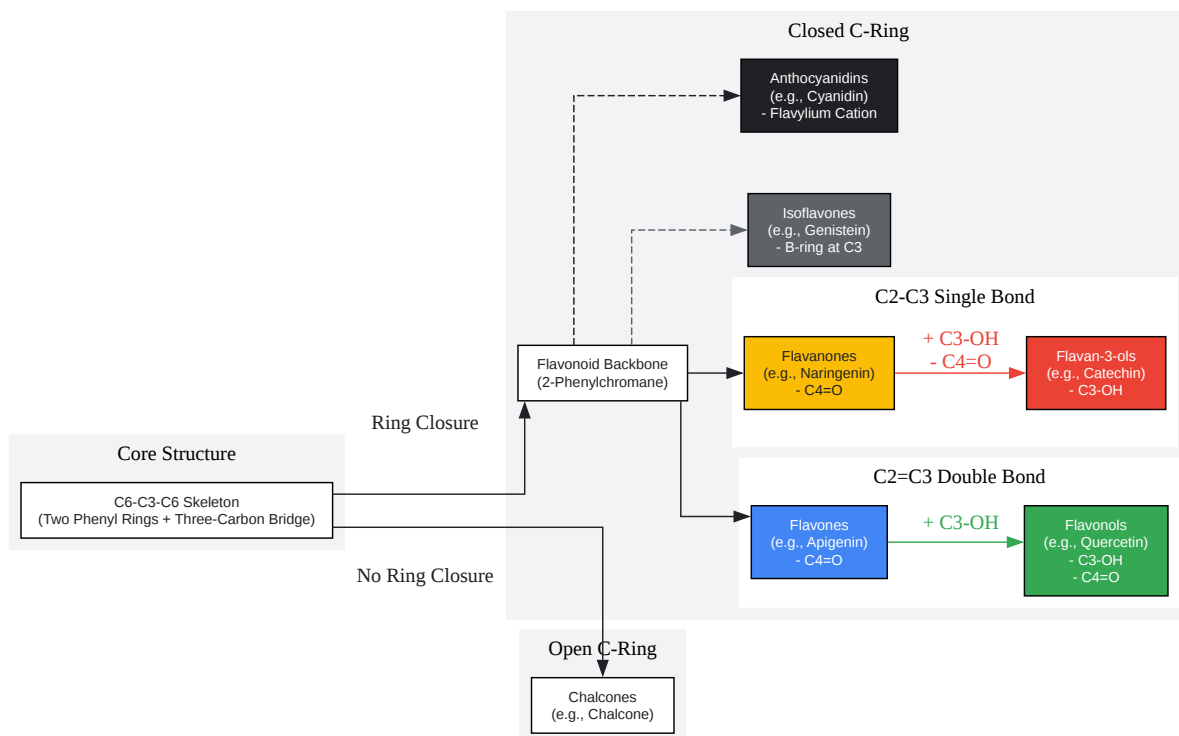 Closed C-Ring
Anthocyanidins
(e.g., Cyanidin)
- Flavylium Cation
Isoflavones
(e.g., Genistein)
- B-ring at C3
C2-C3 Single Bond
Flavonoid Backbone
(2-Phenylchromane)
Flavanones
(e.g., Naringenin)
- C4=O
+ C3-OH
- C4=O
Flavan-3-ols
(e.g., Catechin)
- C3-OH
Ring Closure
Core Structure
C6-C3-C6 Skeleton
(Two Phenyl Rings + Three-Carbon Bridge)
No Ring Closure
C2=C3 Double Bond
Flavones
(e.g., Apigenin)
- C4=O
+ C3-OH
Flavonols
(e.g., Quercetin)
- C3-OH
- C4=O
Open C-Ring
Chalcones
(e.g., Chalcone)